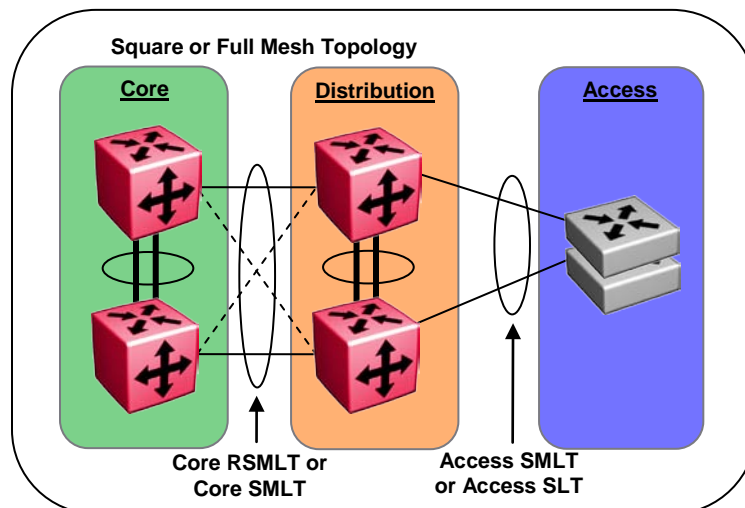 Square or Full Mesh Topology
Core
Distribution
Access
Core RSMLT or
Core SMLT
Access SMLT
or Access SLT